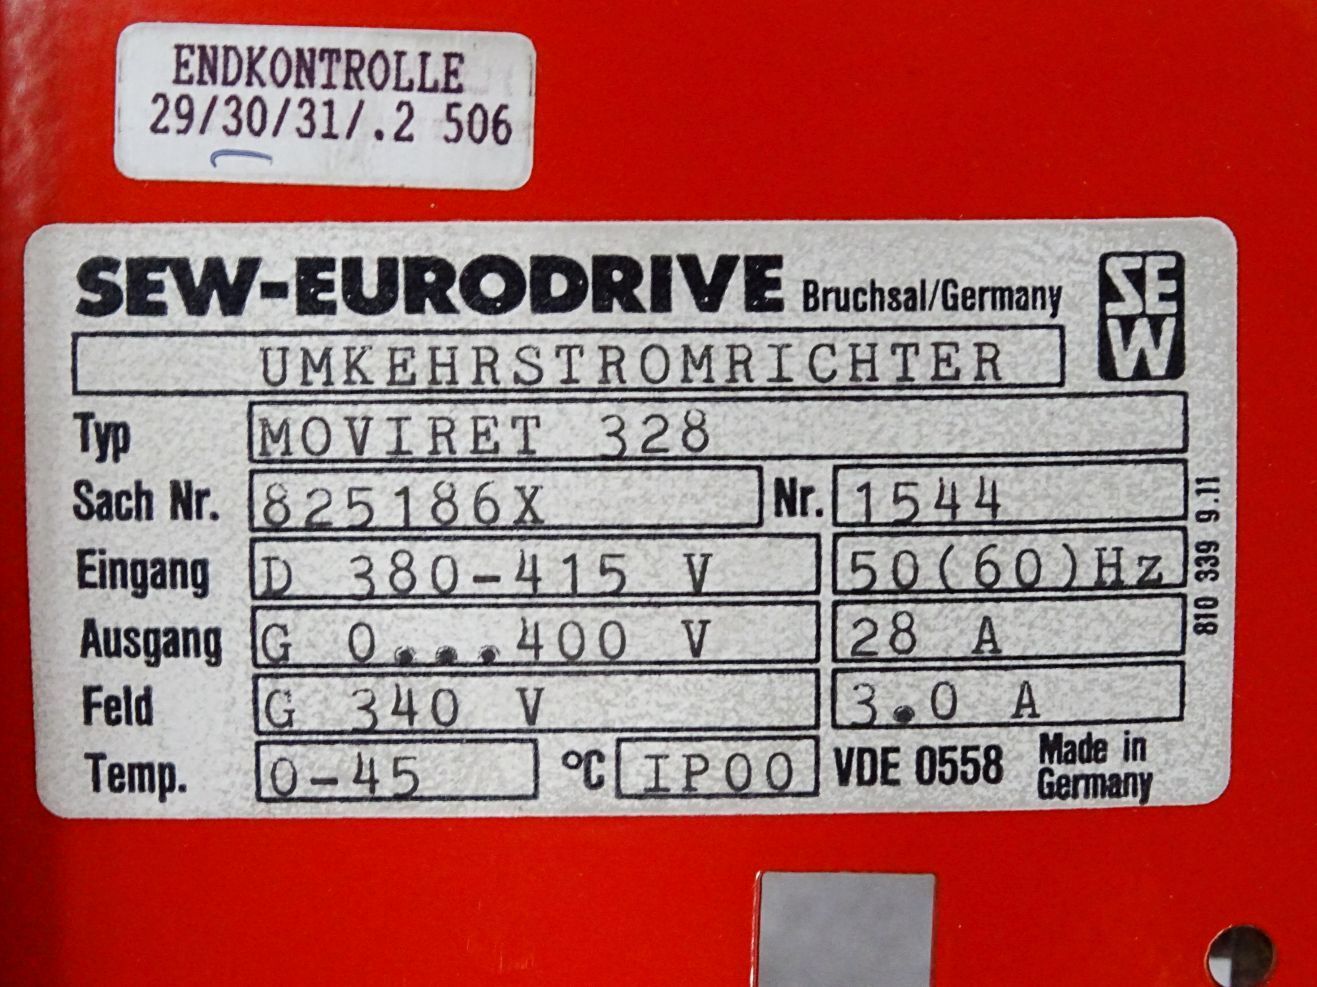 ENDKONTROLLE
29/30/31/.2 506
SEW-EURODRIVE Bruchsal/Germany
SEW
UMKEHRSTROMRICHTER
Typ MOVIRET 328
Sach Nr. 825186X Nr. 1544
Eingang D 380-415 V 50(60)Hz
Ausgang G 0...400 V 28 A
Feld G 340 V 3.0 A
Temp. 0-45 °C IP00 VDE 0558 Made in Germany
810 339 9.11